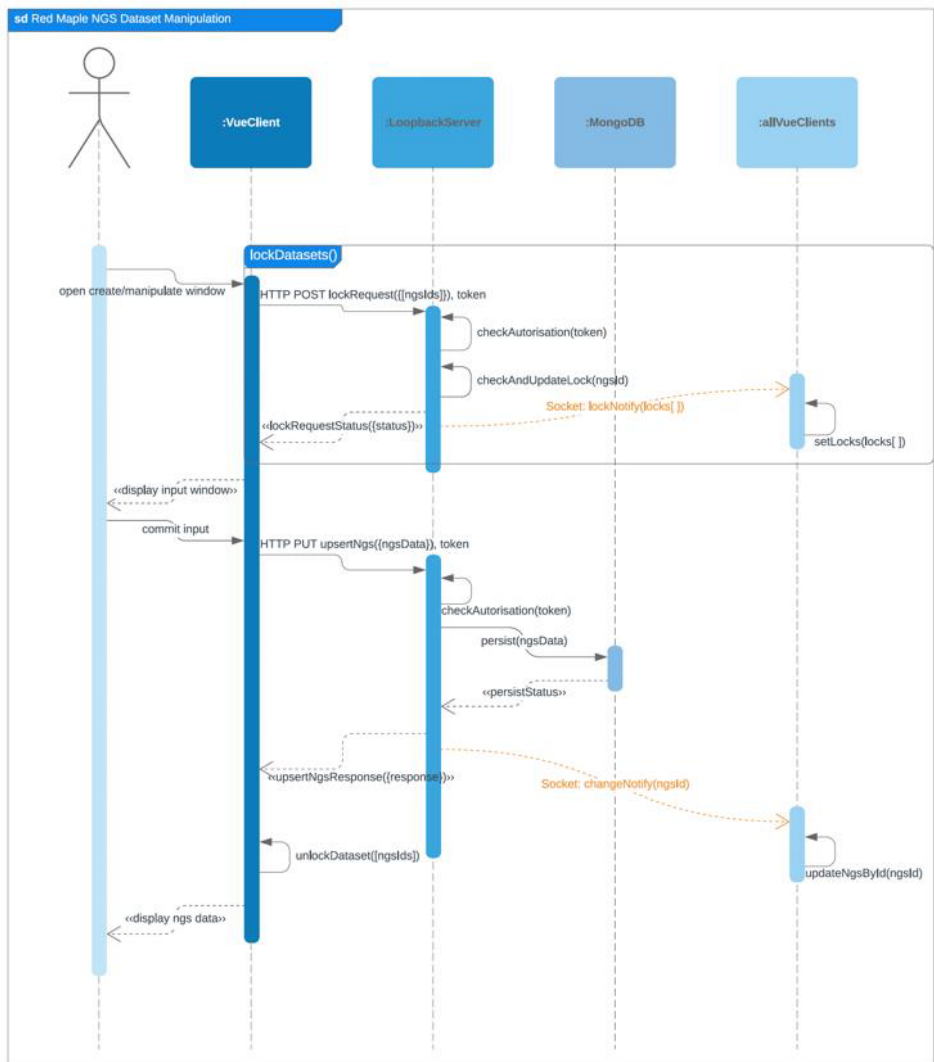 sd Red Maple NGS Dataset Manipulation
:VueClient
:LoopbackServer
:MongoDB
:allVueClients
lockDatasets()
open create/manipulate window
HTTP POST lockRequest({[ngsIds]}), token
checkAutorisation(token)
checkAndUpdateLock(ngsId)
Socket: lockNotify(locks[ ])
‹‹lockRequestStatus({status})››
setLocks(locks[ ])
‹‹display input window››
commit input
HTTP PUT upsertNgs({ngsData}), token
checkAutorisation(token)
persist(ngsData)
‹‹persistStatus››
‹‹upsertNgsResponse({response})››
Socket: changeNotify(ngsId)
unlockDataset([ngsIds])
updateNgsById(ngsId)
‹‹display ngs data››